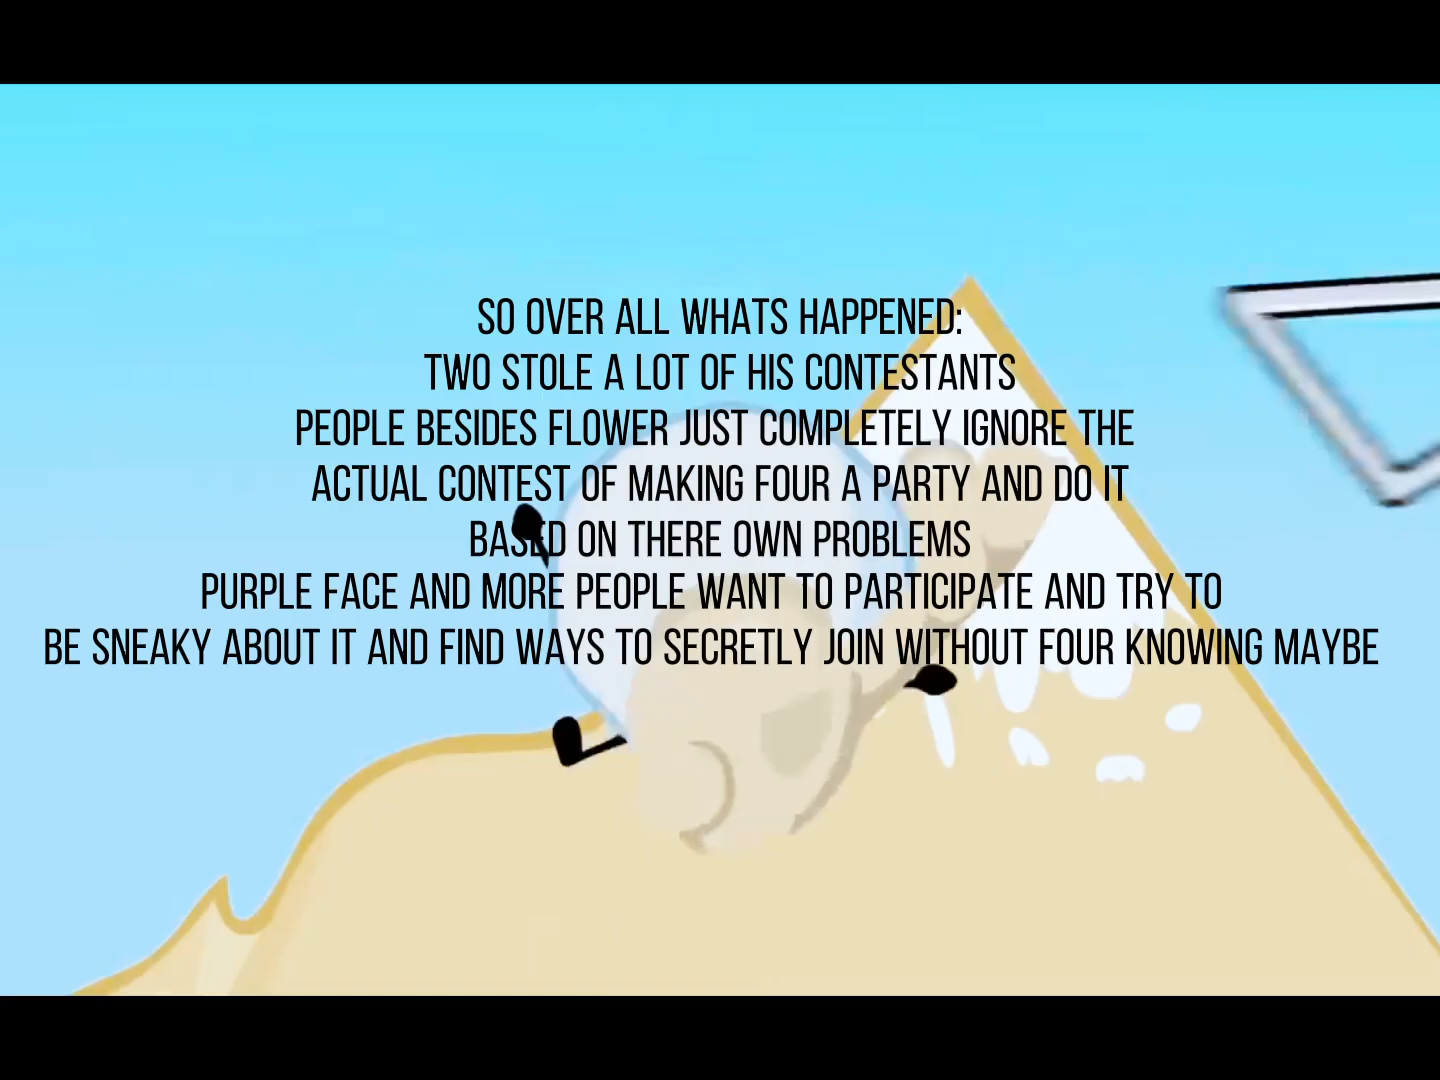 SO OVER ALL WHATS HAPPENED:
TWO STOLE A LOT OF HIS CONTESTANTS
PEOPLE BESIDES FLOWER JUST COMPLETELY IGNORE THE
ACTUAL CONTEST OF MAKING FOUR A PARTY AND DO IT
BASED ON THERE OWN PROBLEMS
PURPLE FACE AND MORE PEOPLE WANT TO PARTICIPATE AND TRY TO
BE SNEAKY ABOUT IT AND FIND WAYS TO SECRETLY JOIN WITHOUT FOUR KNOWING MAYBE